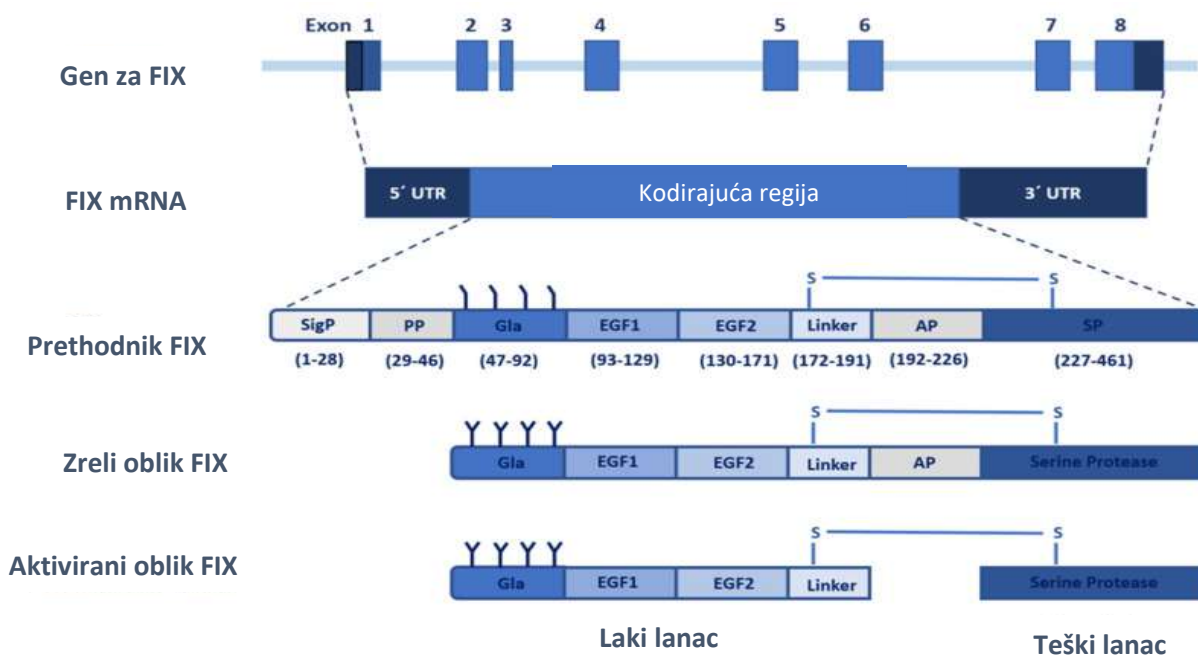 Exon 1 2 3 4 5 6 7 8
Gen za FIX
FIX mRNA
5´ UTR Kodirajuća regija 3´ UTR
S S
Prethodnik FIX
SigP PP Gla EGF1 EGF2 Linker AP SP
(1-28) (29-46) (47-92) (93-129) (130-171) (172-191) (192-226) (227-461)
S S
Zreli oblik FIX
Gla EGF1 EGF2 Linker AP Serine Protease
S S
Aktivirani oblik FIX
Gla EGF1 EGF2 Linker Serine Protease
Laki lanac Teški lanac